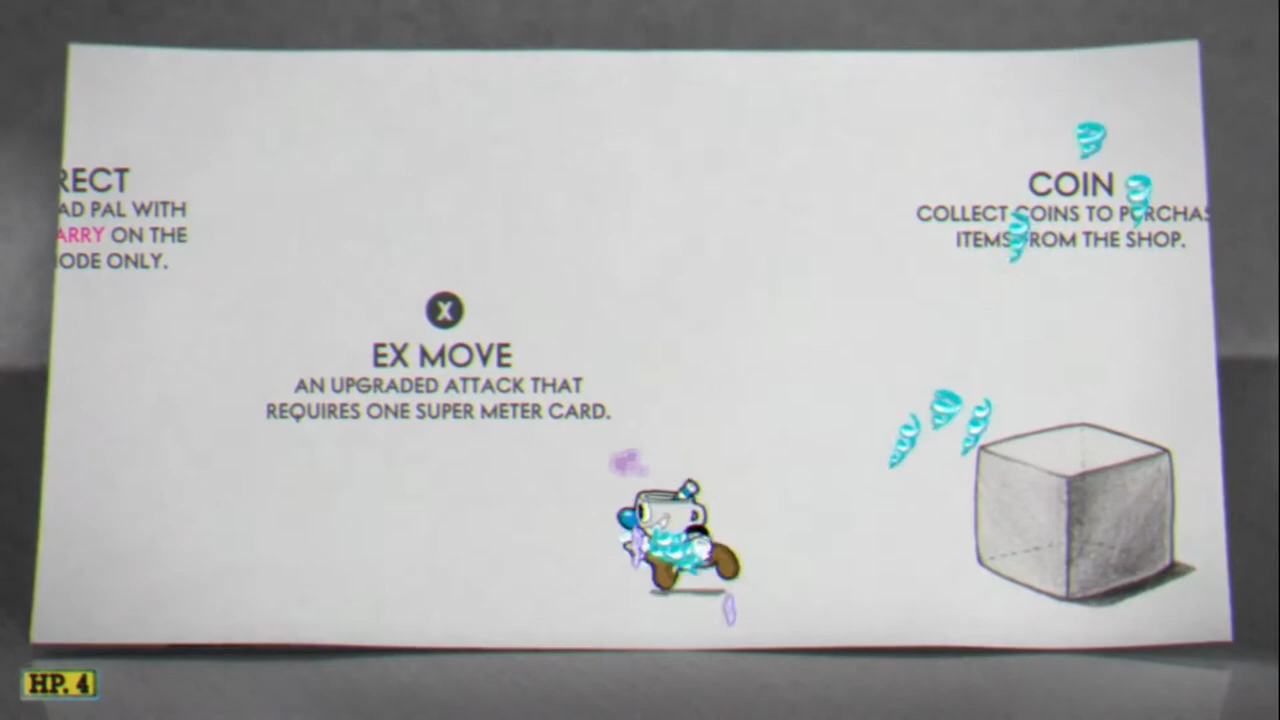 RECT
AD PAL WITH
ARRY ON THE
ODE ONLY.
X
EX MOVE
AN UPGRADED ATTACK THAT
REQUIRES ONE SUPER METER CARD.
COIN
COLLECT COINS TO PURCHAS
ITEMS FROM THE SHOP.
HP. 4